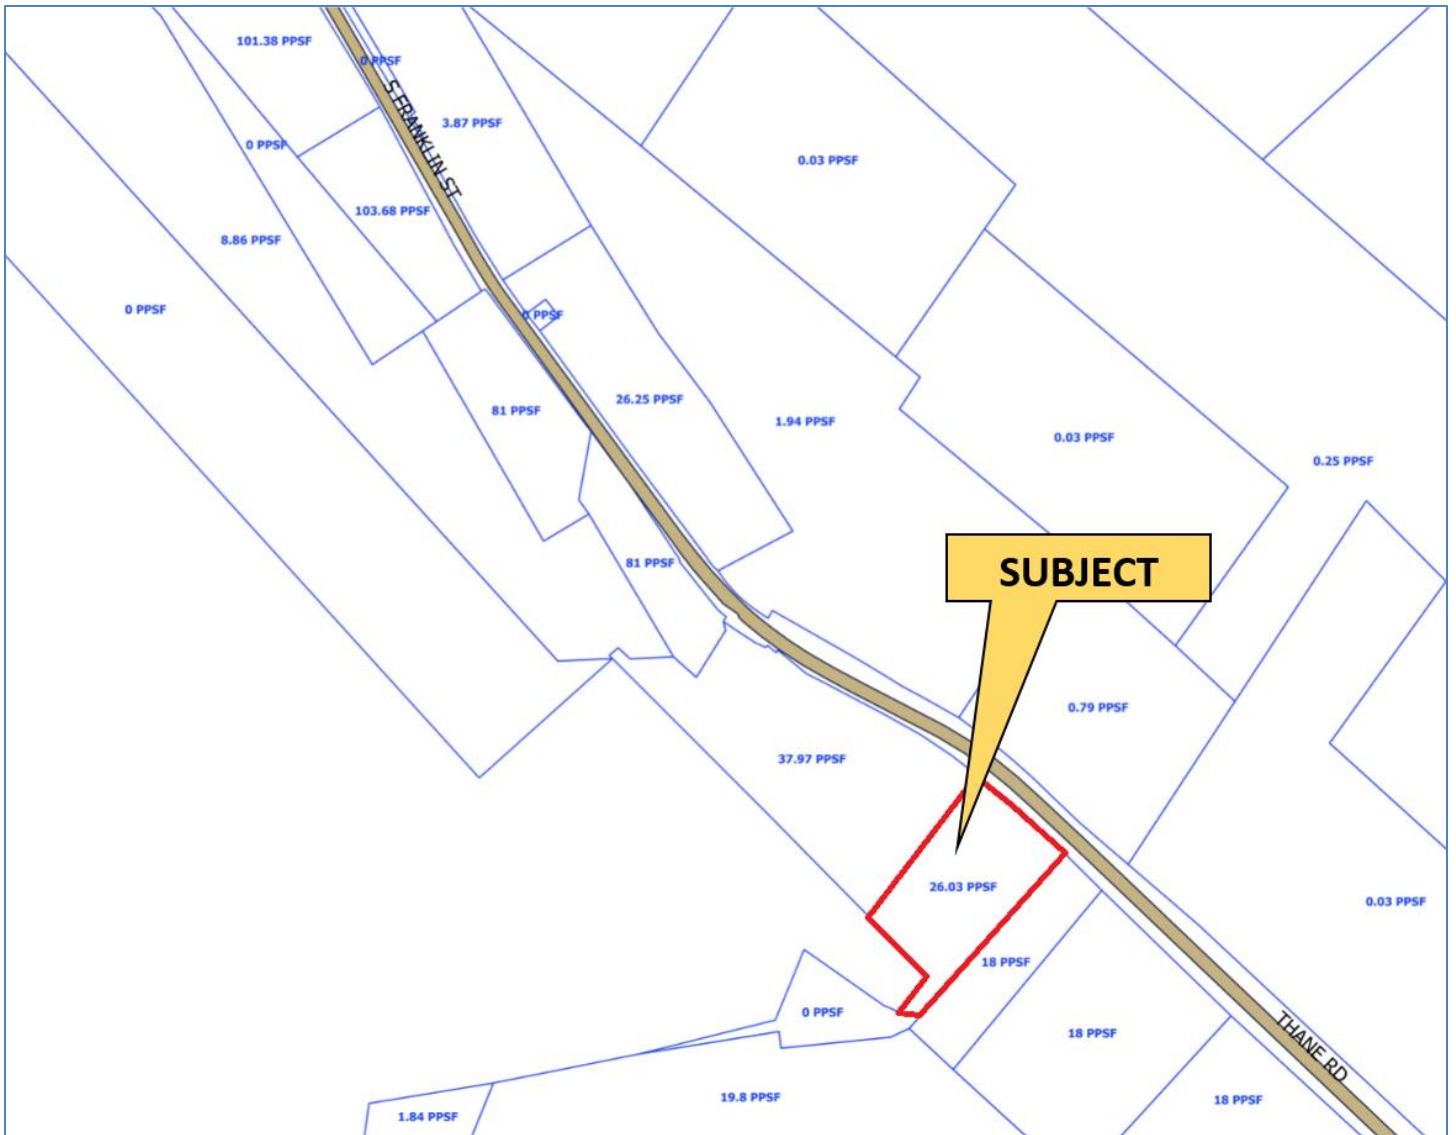 101.38 PPSF
0 PPSF
S FRANKLIN ST
3.87 PPSF
0 PPSF
0.03 PPSF
103.68 PPSF
8.86 PPSF
0 PPSF
0 PPSF
26.25 PPSF
81 PPSF
1.94 PPSF
0.03 PPSF
0.25 PPSF
81 PPSF
SUBJECT
0.79 PPSF
37.97 PPSF
26.03 PPSF
0.03 PPSF
18 PPSF
0 PPSF
18 PPSF
THANE RD
19.8 PPSF
18 PPSF
1.84 PPSF